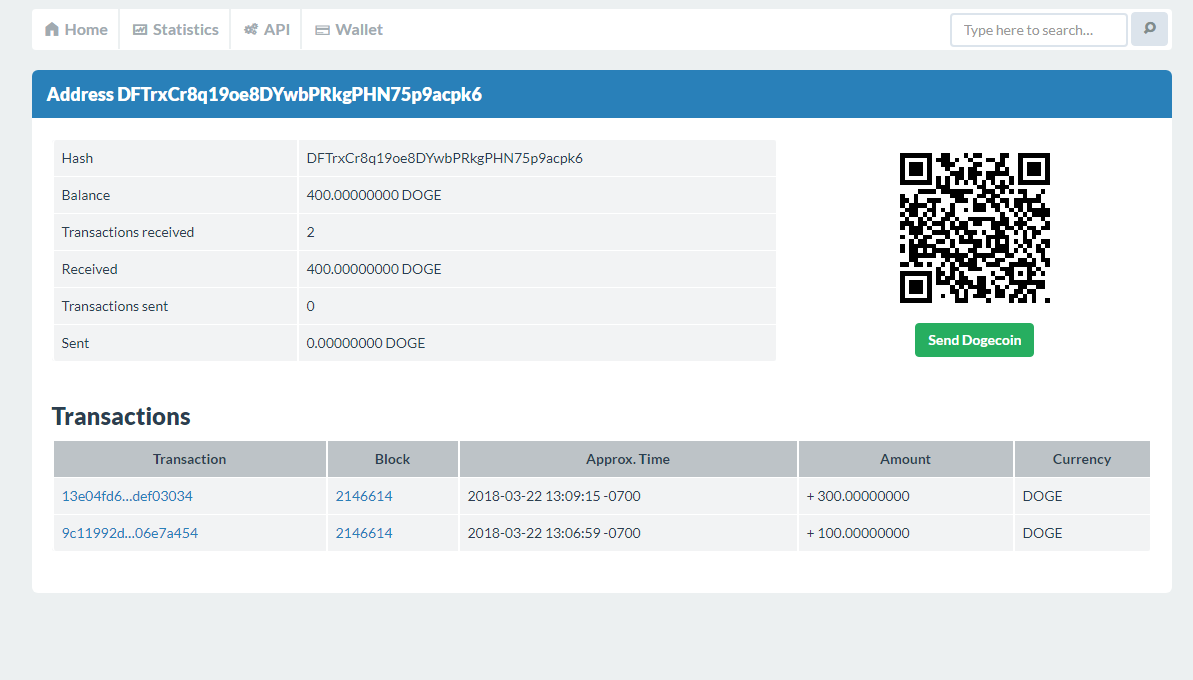 Home Statistics API Wallet Type here to search...
Address DFTrxCr8q19oe8DYwbPRkgPHN75p9acpk6
Hash DFTrxCr8q19oe8DYwbPRkgPHN75p9acpk6
Balance 400.00000000 DOGE
Transactions received 2
Received 400.00000000 DOGE
Transactions sent 0
Sent 0.00000000 DOGE
Send Dogecoin
Transactions
Transaction Block Approx. Time Amount Currency
13e04fd6...def03034 2146614 2018-03-22 13:09:15 -0700 + 300.00000000 DOGE
9c11992d...06e7a454 2146614 2018-03-22 13:06:59 -0700 + 100.00000000 DOGE